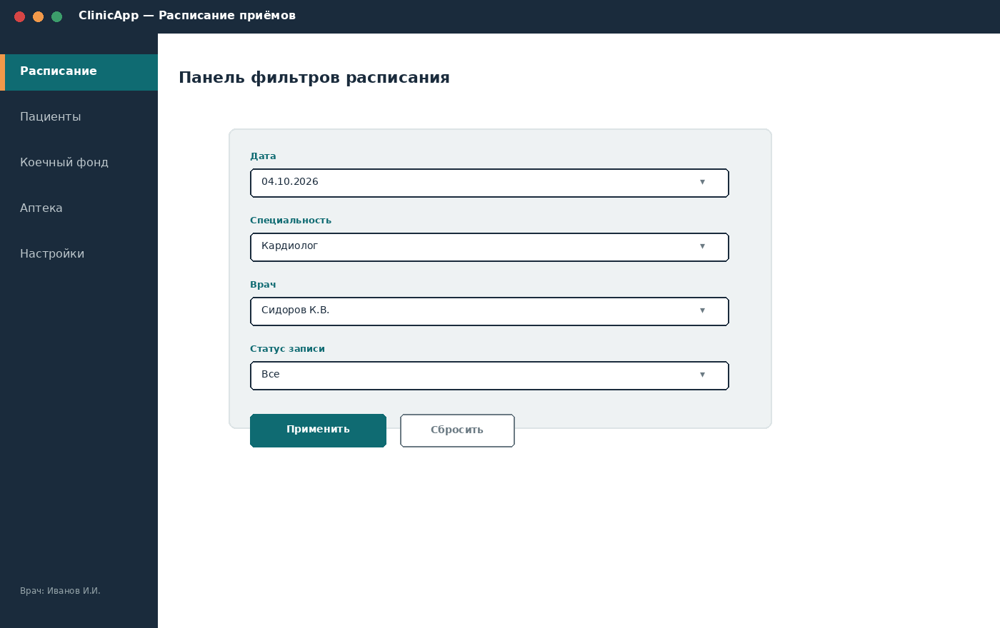 ClinicApp — Расписание приёмов
Расписание
Пациенты
Коечный фонд
Аптека
Настройки
Врач: Иванов И.И.
Панель фильтров расписания
Дата
04.10.2026
Специальность
Кардиолог
Врач
Сидоров К.В.
Статус записи
Все
Применить
Сбросить